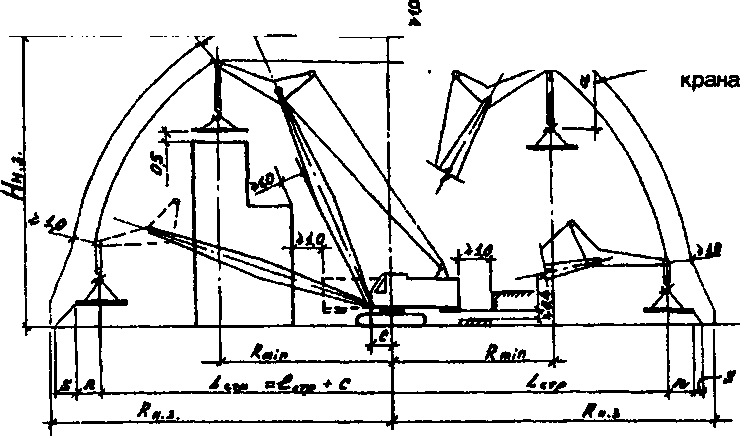 крана
Нн.з.
0,5
≥1,0
≥1,0
≥1,0
≥1,0
≥1,0
C
Rmin
Rmin
Lстр = ℓстр + C
Lстр
Rн.з.
Rн.з